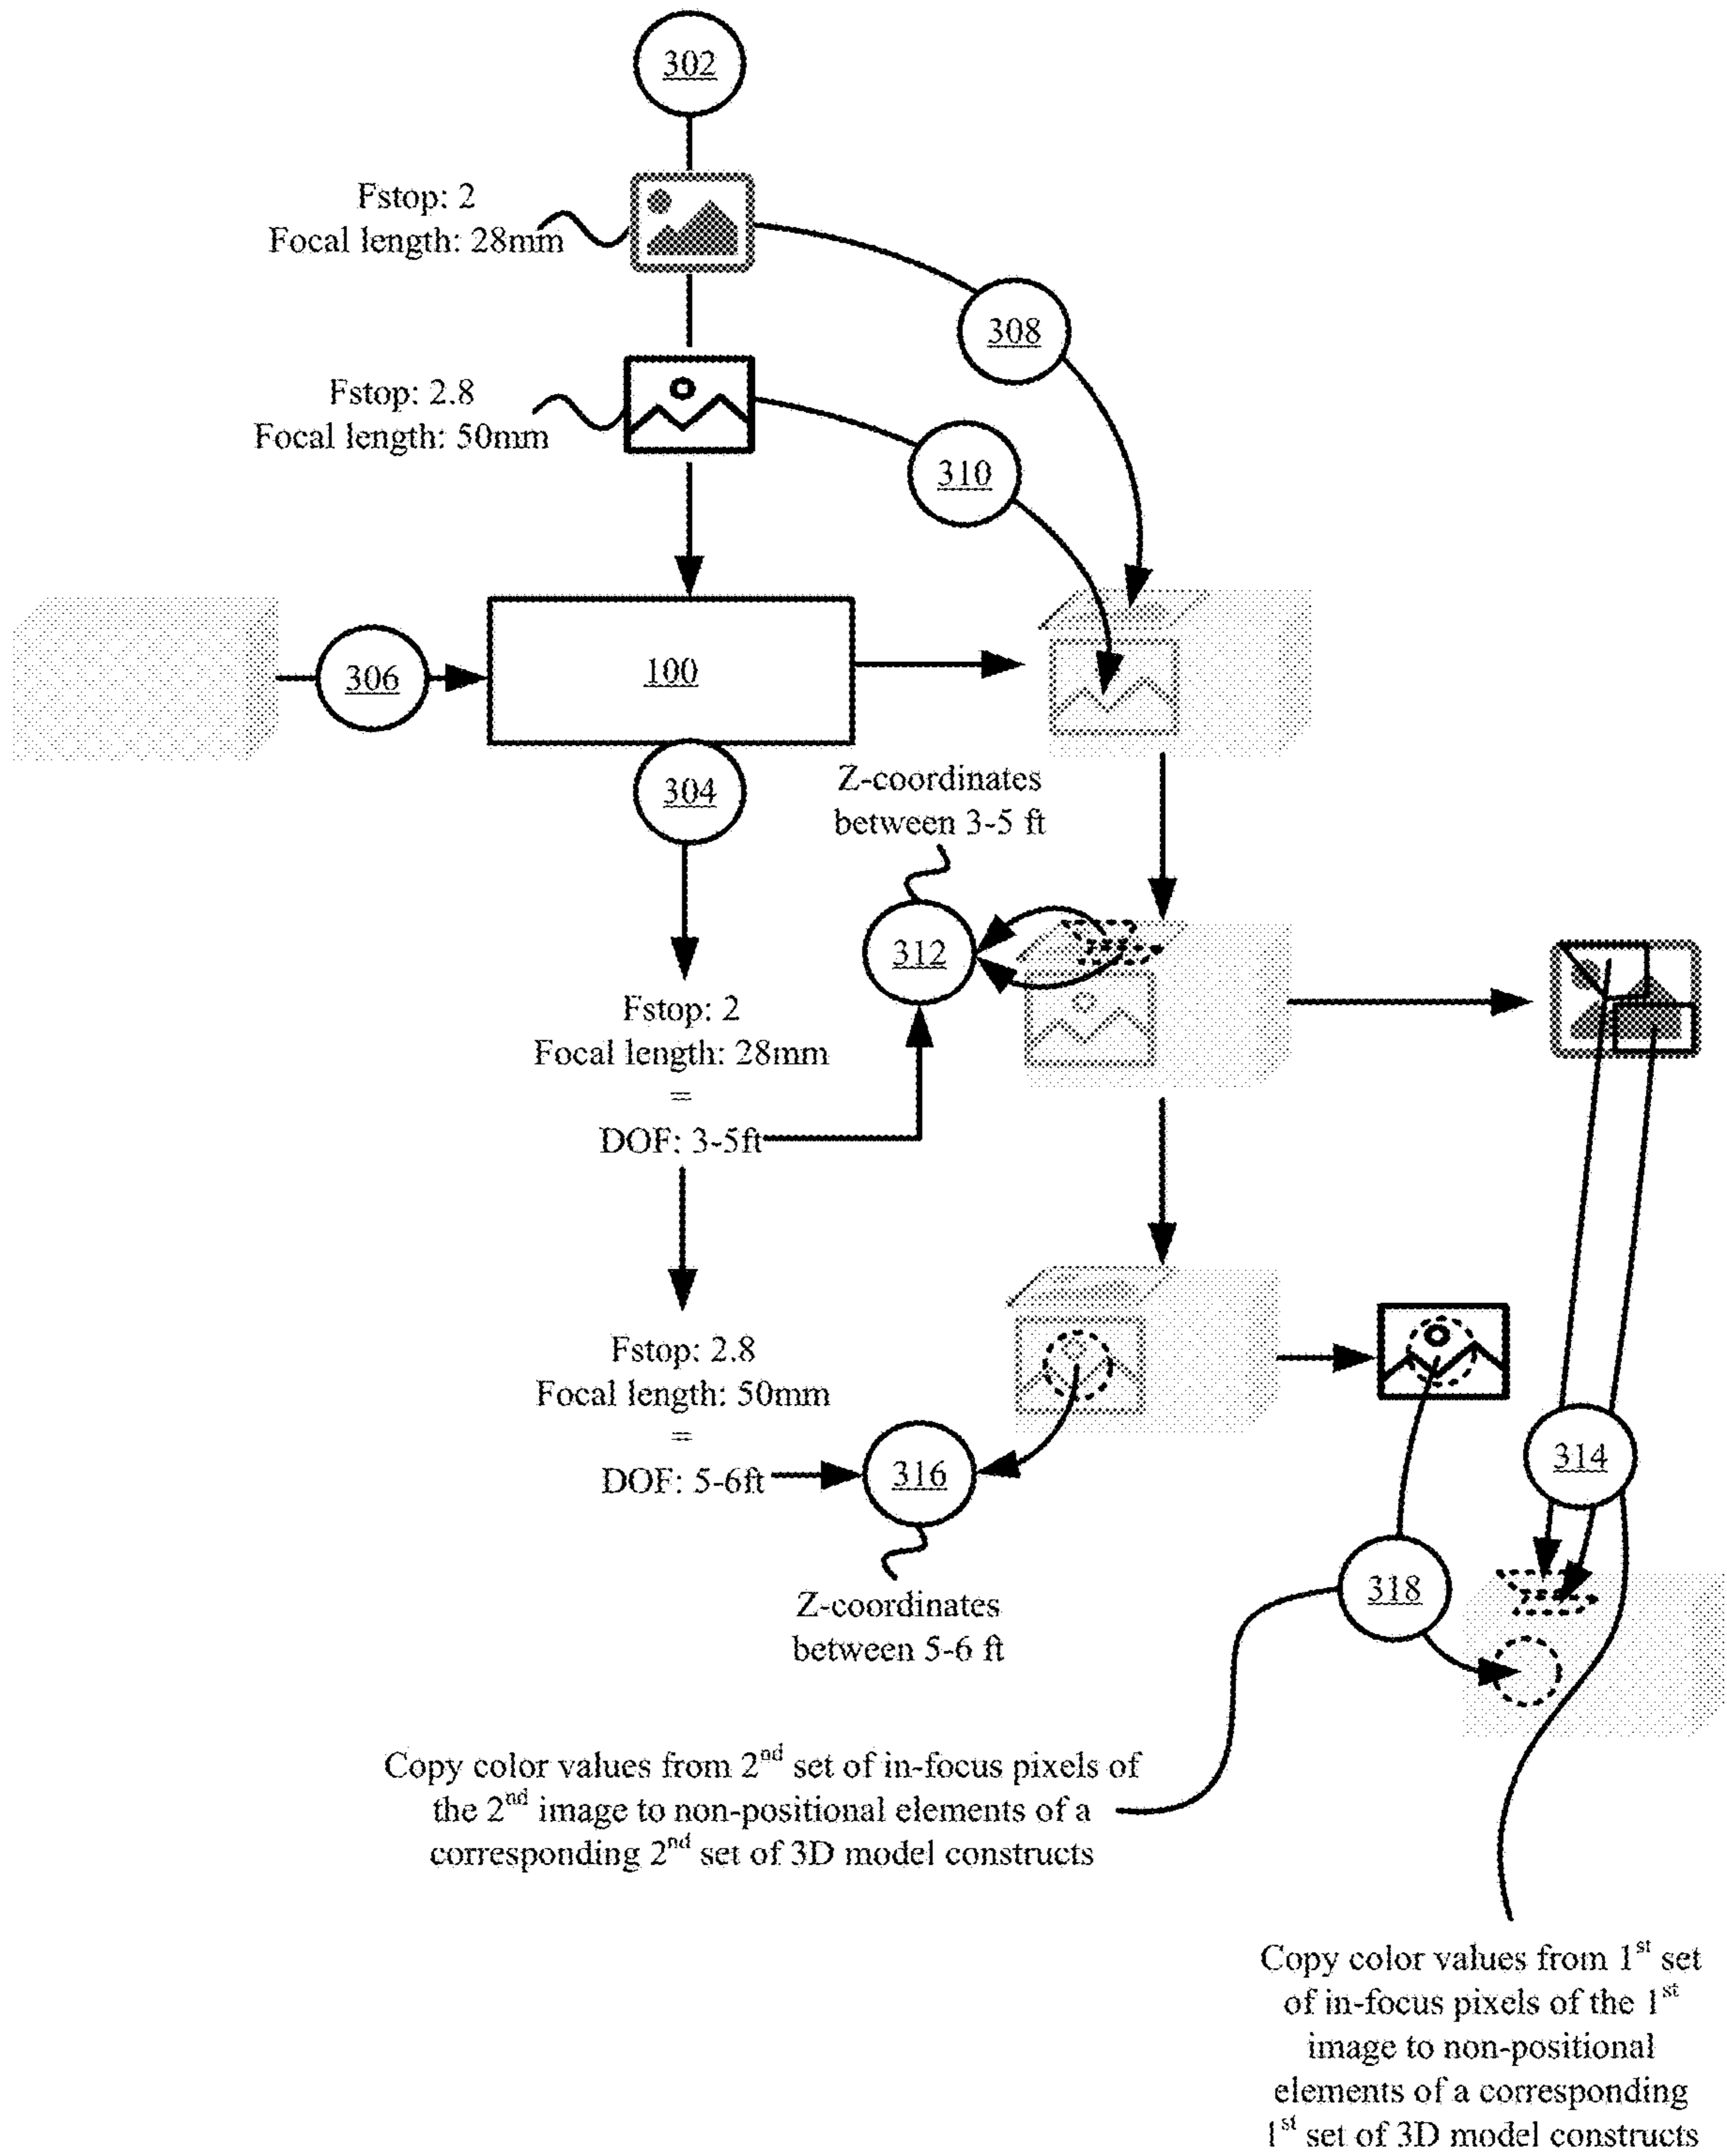 302
Fstop: 2
Focal length: 28mm
308
Fstop: 2.8
Focal length: 50mm
310
306
100
304
Z-coordinates
between 3-5 ft
312
Fstop: 2
Focal length: 28mm
=
DOF: 3-5ft
Fstop: 2.8
Focal length: 50mm
=
DOF: 5-6ft
316
314
318
Z-coordinates
between 5-6 ft
Copy color values from 2nd set of in-focus pixels of
the 2nd image to non-positional elements of a
corresponding 2nd set of 3D model constructs
Copy color values from 1st set
of in-focus pixels of the 1st
image to non-positional
elements of a corresponding
1st set of 3D model constructs